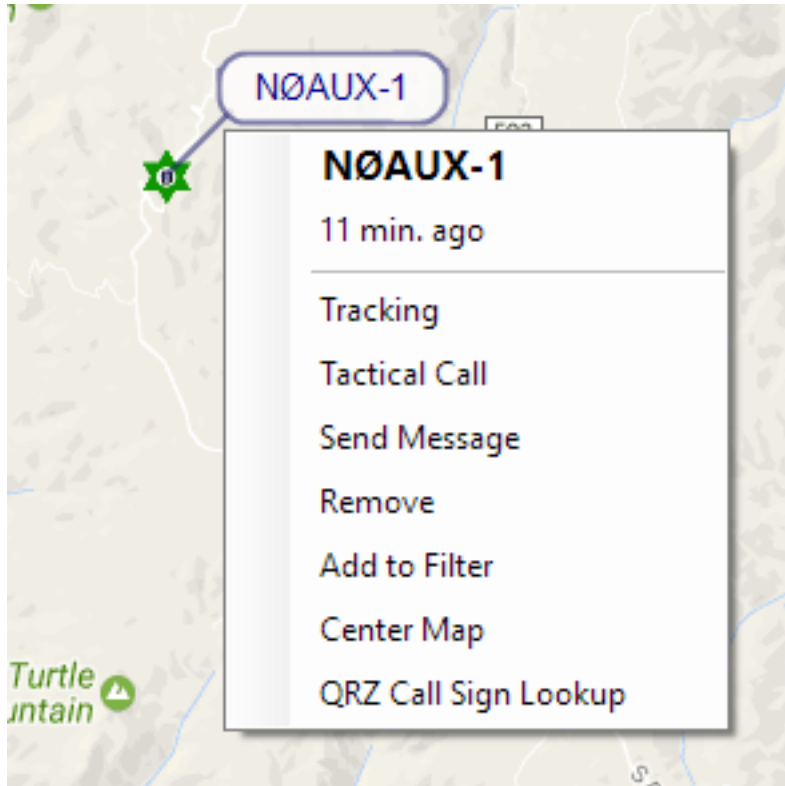 NØAUX-1
NØAUX-1
11 min. ago
Tracking
Tactical Call
Send Message
Remove
Add to Filter
Center Map
QRZ Call Sign Lookup
Turtle
untain